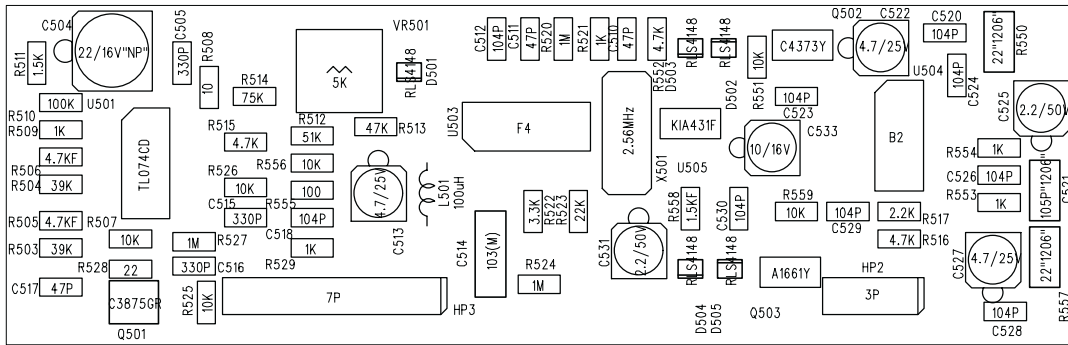 C504
22/16V"NP"
R511
1.5K
C505
330P
R508
10
R514
75K
VR501
5K
RLS4148
D501
C512
104P
C511
47P
R520
1M
R521
1K
C510
47P
4.7K
R552
D503
RLS4148
RLS4148
D502
R551
10K
Q502
C4373Y
C522
4.7/25V
U504
C520
104P
104P
C524
22"1206"
R550
C525
2.2/50V
100K
U501
R510
R509
1K
4.7KF
R506
R504
39K
TL074CD
R515
4.7K
R512
51K
47K
R513
R556
10K
R526
10K
100
C515
330P
R555
104P
C518
4.7/25V
C513
L501
100uH
U503
F4
2.56MHz
X501
KIA431F
U505
104P
C523
C533
10/16V
B2
R554
1K
C526
104P
R553
1K
105P"1206"
C521
R505
4.7KF
R507
10K
R503
39K
1M
R527
1K
R529
R528
22
330P
C516
C517
47P
C3875GR
Q501
R525
10K
7P
HP3
C514
103(M)
3.3K
R522
R523
22K
R524
1M
C531
2.2/50V
R558
1.5KF
C530
104P
RLS4148
RLS4148
D504
D505
R559
10K
104P
C529
2.2K
R517
4.7K
R516
A1661Y
Q503
HP2
3P
C527
4.7/25V
104P
C528
22"1206"
R557